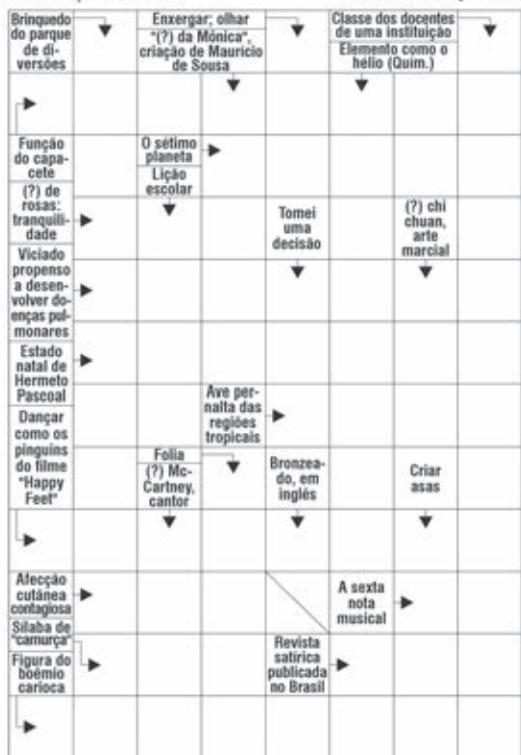 Brinquedo
do parque
de di-
versões
Enxergar; olhar
"(?) da Mônica",
criação de Mauricio
de Sousa
Classe dos docentes
de uma instituição
Elemento como o
hélio (Quím.)
Função
do capa-
cete
O sétimo
planeta
Lição
escolar
(?) de
rosas:
tranquili-
dade
Tomei
uma
decisão
(?) chi
chuan,
arte
marcial
Viciado
propenso
a desen-
volver do-
enças pul-
monares
Estado
natal de
Hermeto
Pascoal
Ave per-
nalta das
regiões
tropicais
Dançar
como os
pinguins
do filme
"Happy
Feet"
Folia
(?) Mc-
Cartney,
cantor
Bronzea-
do, em
inglês
Criar
asas
Afecção
cutânea
contagiosa
A sexta
nota
musical
Sílaba de
"camurça"
Figura do
boêmio
carioca
Revista
satírica
publicada
no Brasil